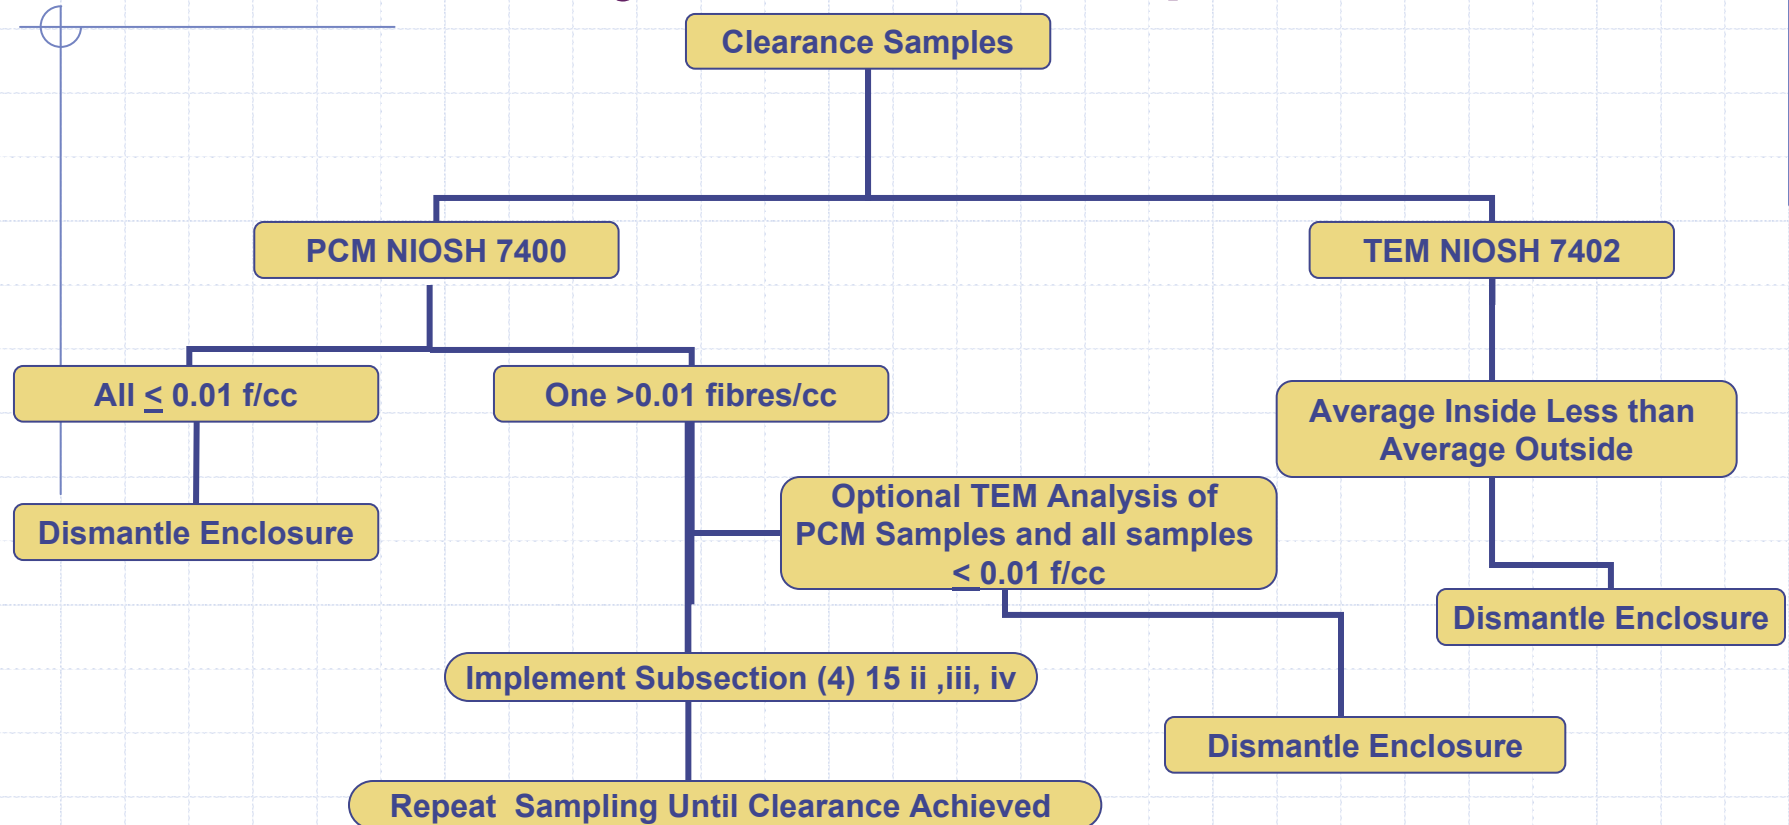 Clearance Samples
PCM NIOSH 7400
TEM NIOSH 7402
All < 0.01 f/cc
One >0.01 fibres/cc
Average Inside Less than
Average Outside
Optional TEM Analysis of
PCM Samples and all samples
< 0.01 f/cc
Dismantle Enclosure
Dismantle Enclosure
Implement Subsection (4) 15 ii ,iii, iv
Dismantle Enclosure
Repeat Sampling Until Clearance Achieved